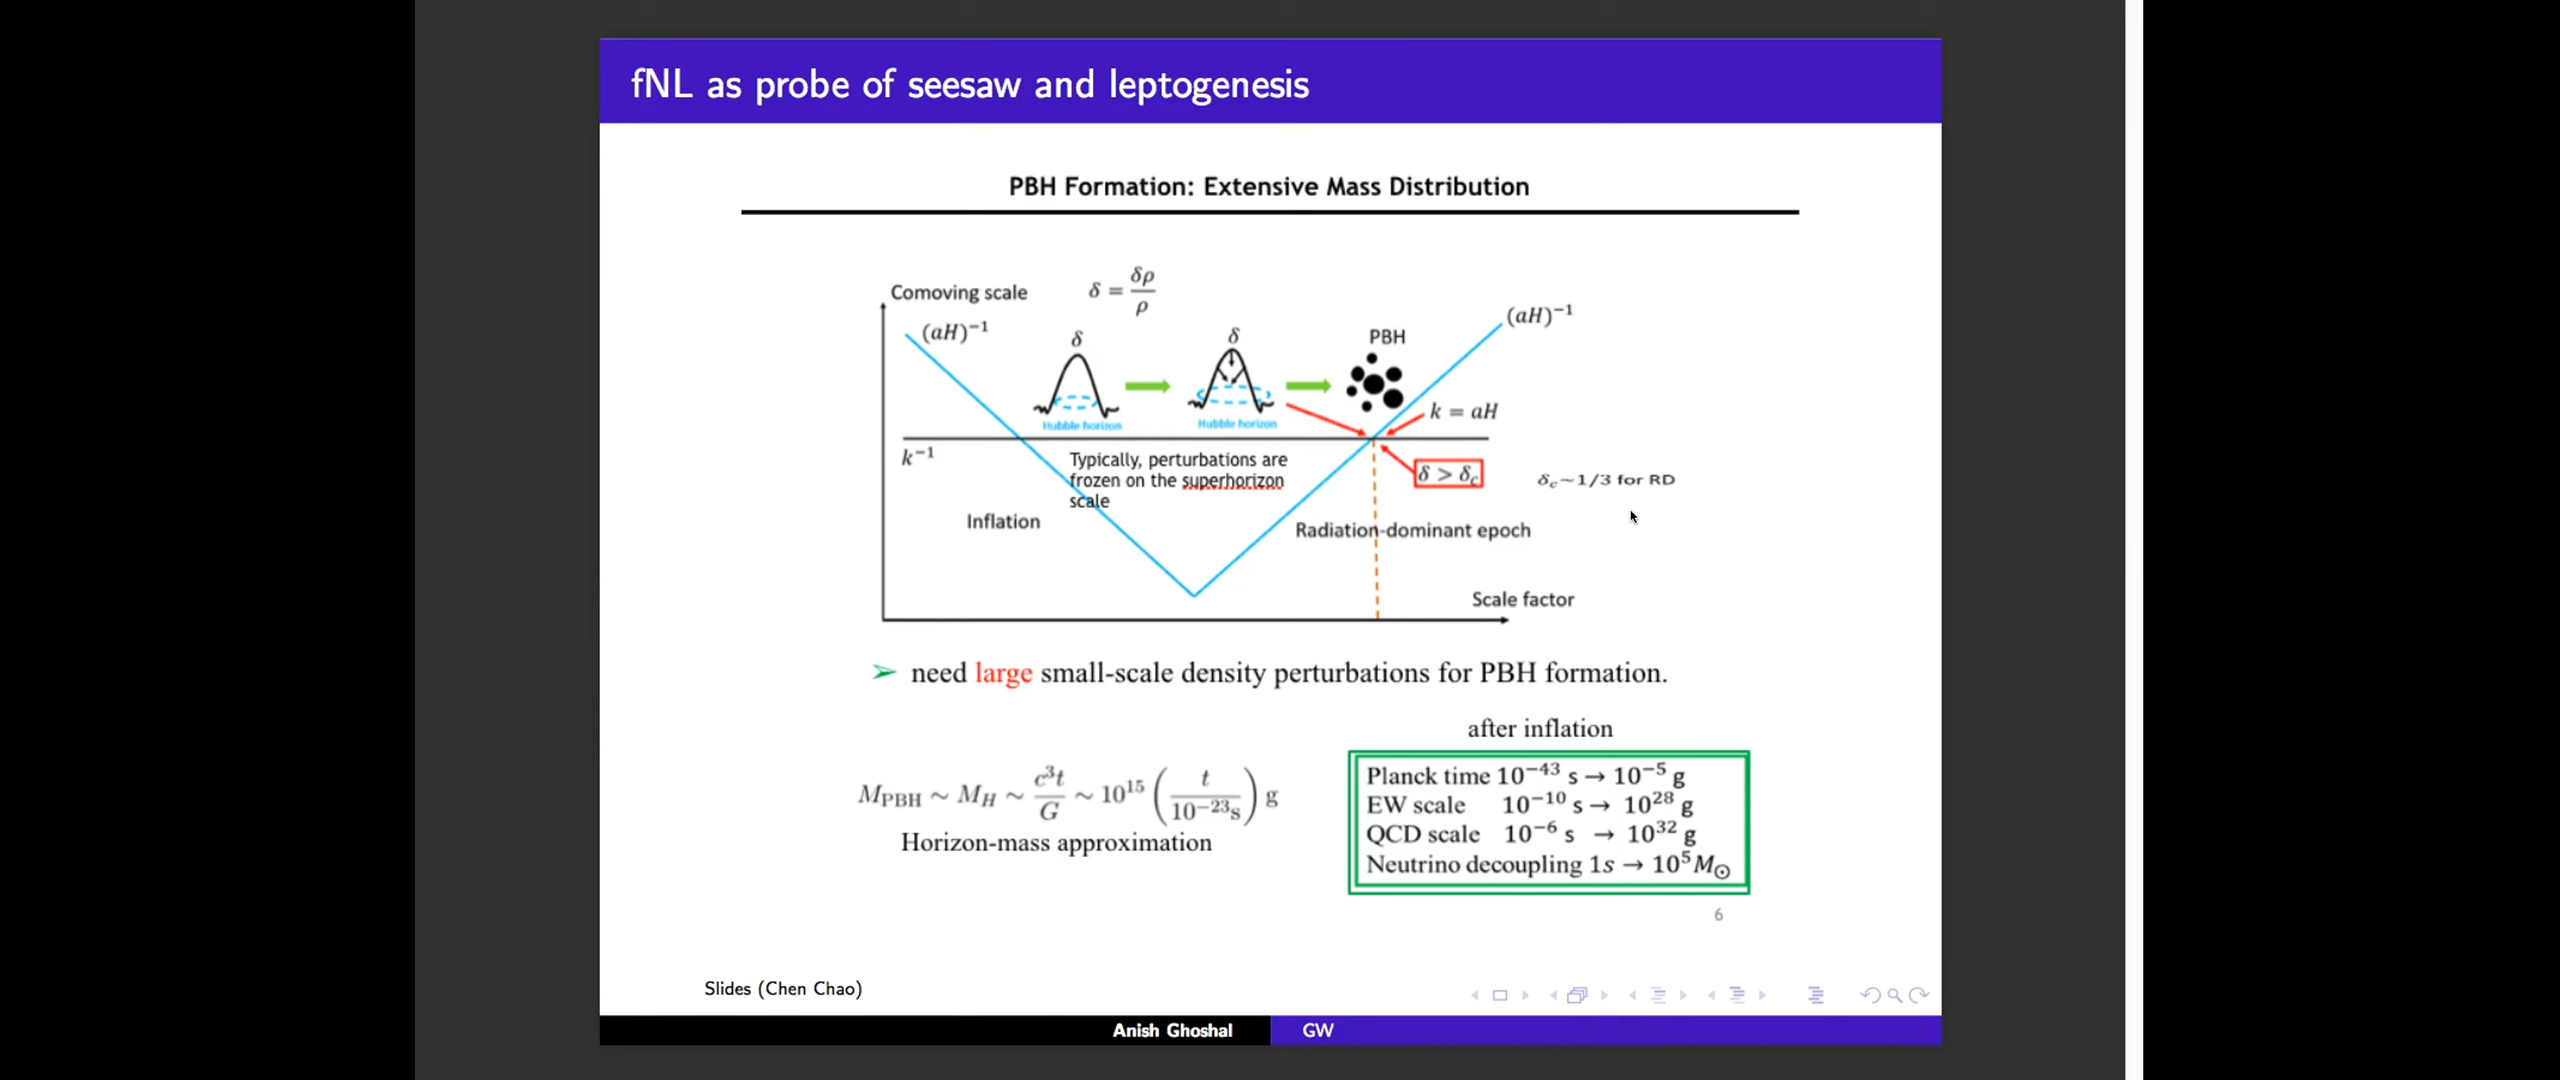 fNL as probe of seesaw and leptogenesis
PBH Formation: Extensive Mass Distribution
Comoving scale
δ = δρ/ρ
(aH)⁻¹
(aH)⁻¹
δ
δ
PBH
k = aH
Hubble horizon
Hubble horizon
k⁻¹
Typically, perturbations are
frozen on the superhorizon
scale
δ > δc
δc~1/3 for RD
Inflation
Radiation-dominant epoch
Scale factor
➢ need large small-scale density perturbations for PBH formation.
after inflation
M_PBH ∼ M_H ∼ c³t/G ∼ 10¹⁵ (t/10⁻²³s) g
Horizon-mass approximation
Planck time 10⁻⁴³ s → 10⁻⁵ g
EW scale 10⁻¹⁰ s → 10²⁸ g
QCD scale 10⁻⁶ s → 10³² g
Neutrino decoupling 1s → 10⁵M☉
6
Slides (Chen Chao)
Anish Ghoshal
GW